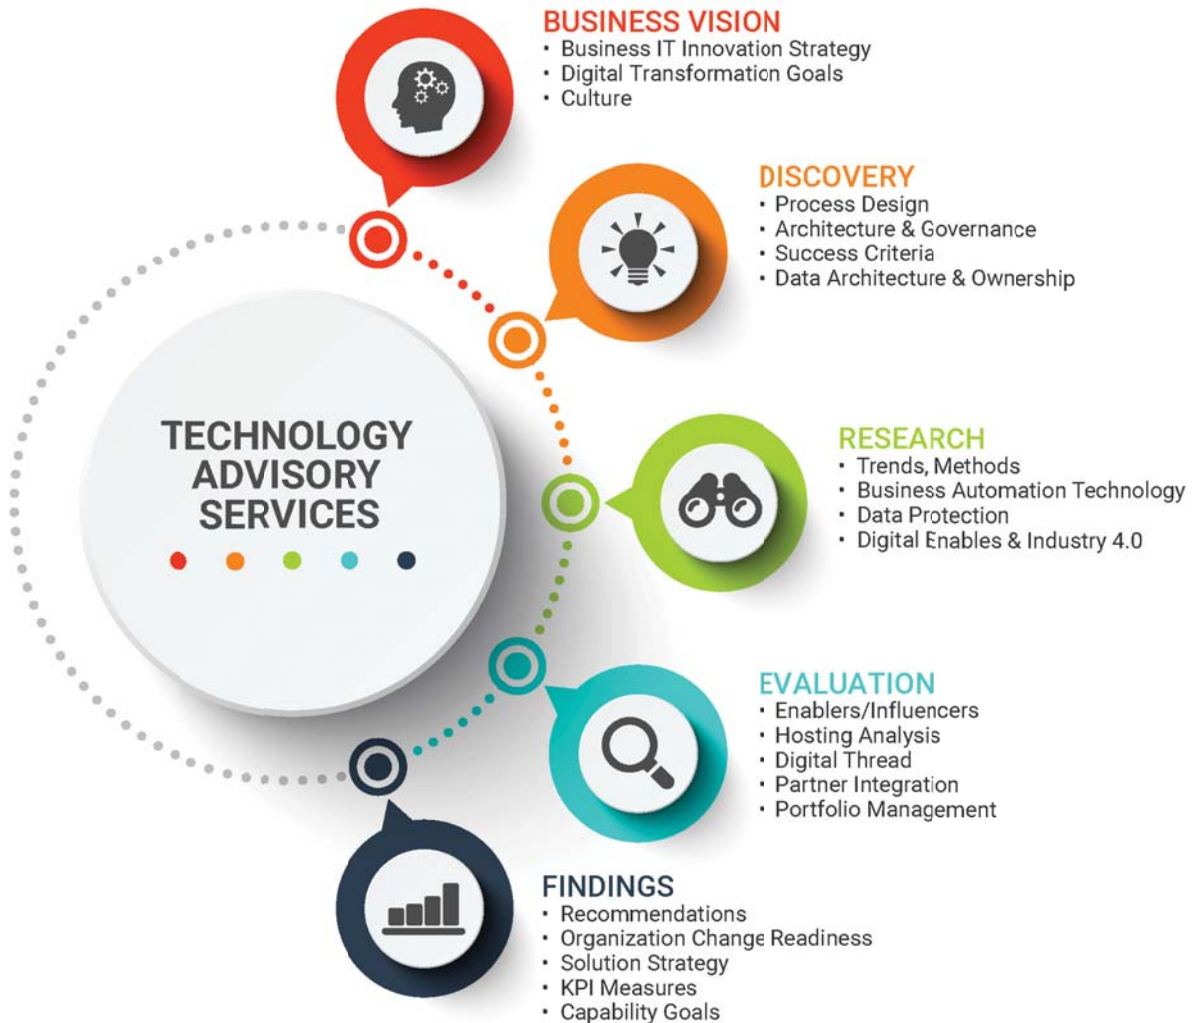 BUSINESS VISION
• Business IT Innovation Strategy
• Digital Transformation Goals
• Culture
DISCOVERY
• Process Design
• Architecture & Governance
• Success Criteria
• Data Architecture & Ownership
TECHNOLOGY
ADVISORY
SERVICES
RESEARCH
• Trends, Methods
• Business Automation Technology
• Data Protection
• Digital Enables & Industry 4.0
EVALUATION
• Enablers/Influencers
• Hosting Analysis
• Digital Thread
• Partner Integration
• Portfolio Management
FINDINGS
• Recommendations
• Organization Change Readiness
• Solution Strategy
• KPI Measures
• Capability Goals